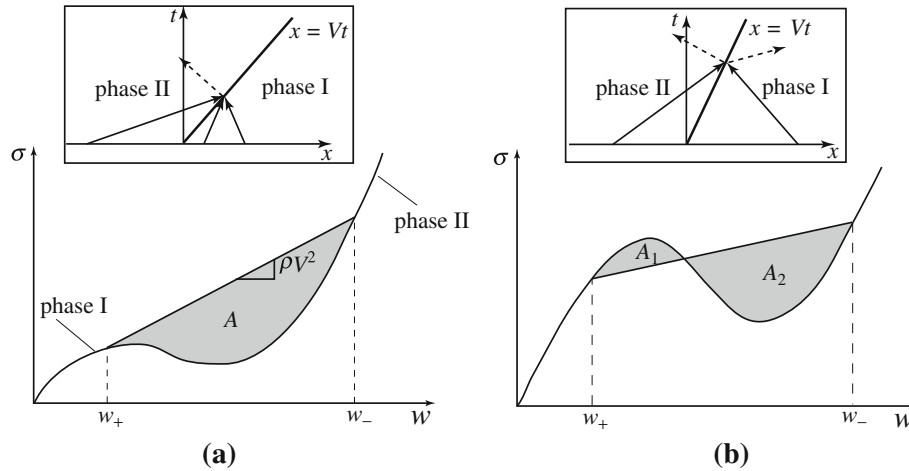 t
x = Vt
phase II
phase I
x
σ
phase II
ρV²
phase I
A
w₊
w₋
w
(a)
t
x = Vt
phase II
phase I
x
σ
A₁
A₂
w₊
w₋
w
(b)